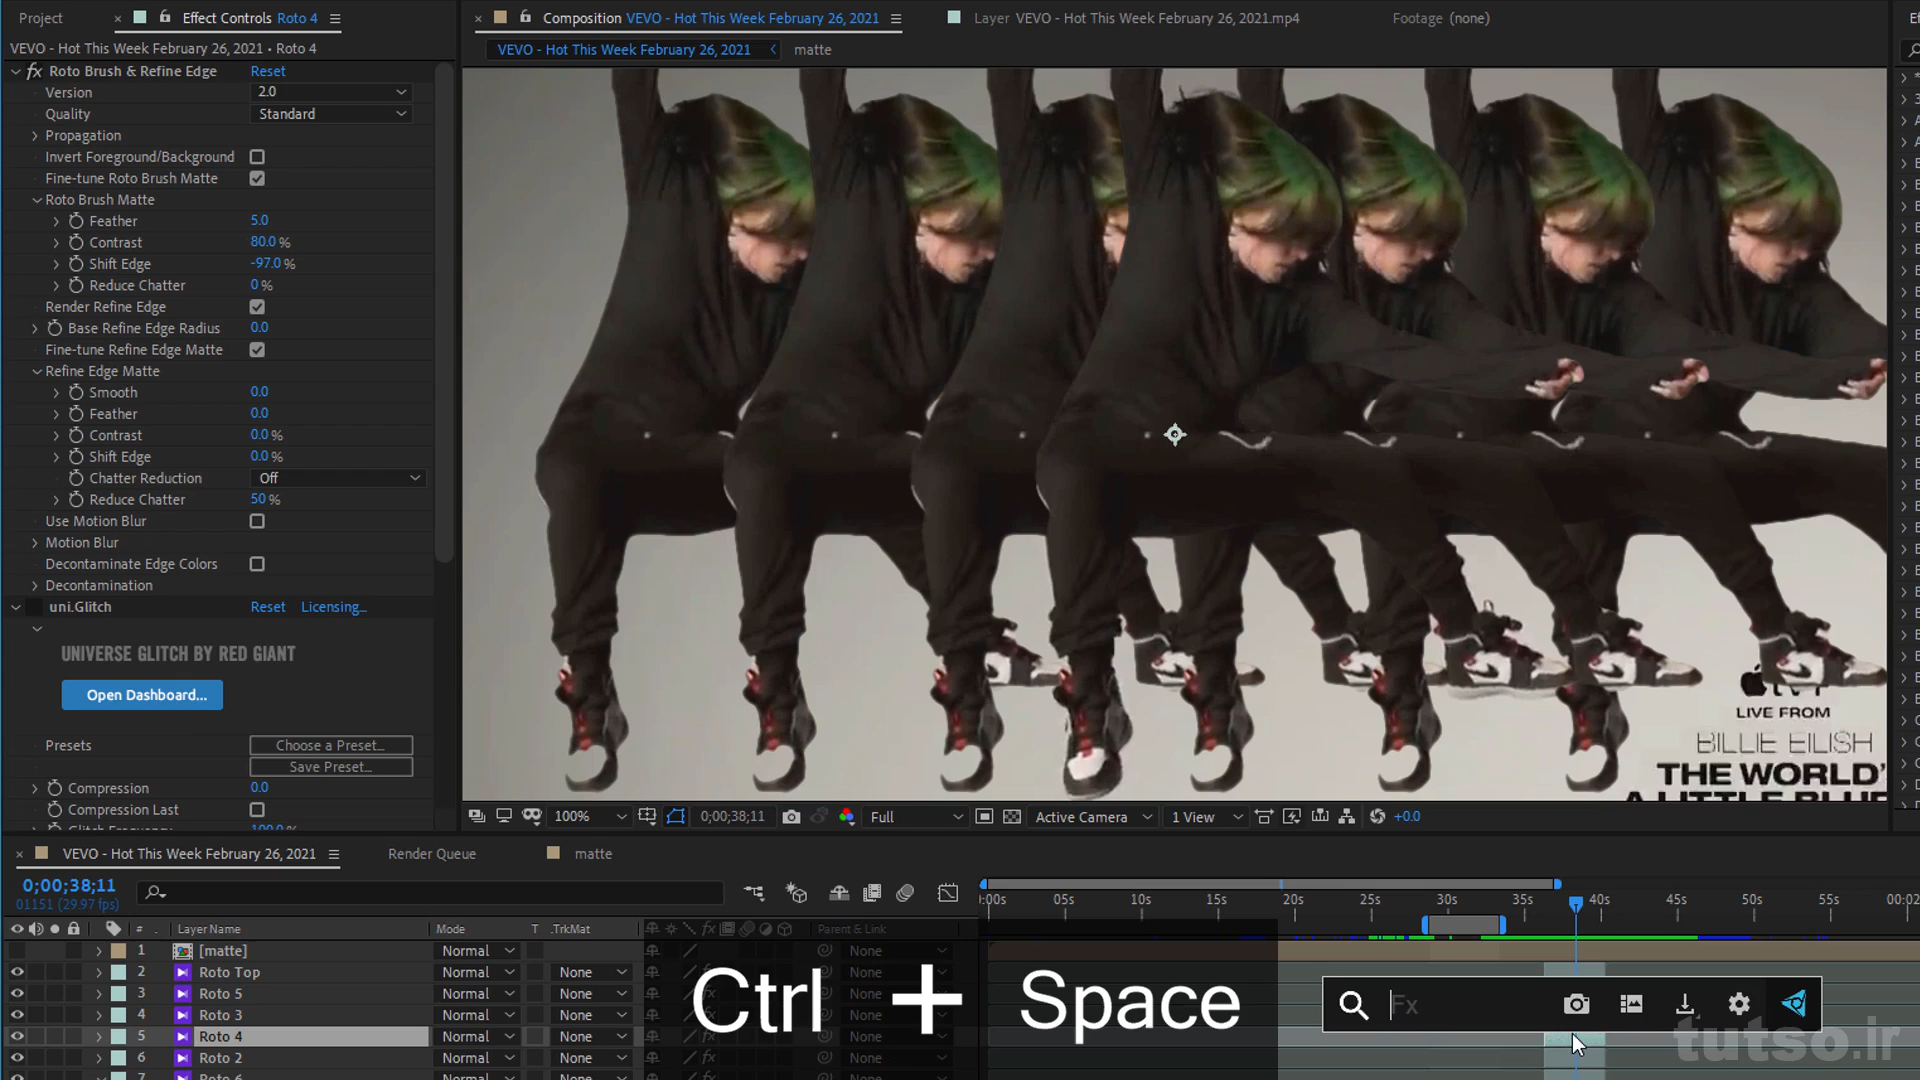 Project
Effect Controls Roto 4
Composition VEVO - Hot This Week February 26, 2021
Layer VEVO - Hot This Week February 26, 2021.mp4
Footage (none)
VEVO - Hot This Week February 26, 2021 • Roto 4
VEVO - Hot This Week February 26, 2021
matte
fx Roto Brush & Refine Edge Reset
Version 2.0
Quality Standard
Propagation
Invert Foreground/Background
Fine-tune Roto Brush Matte
Roto Brush Matte
Feather 5.0
Contrast 80.0 %
Shift Edge -97.0 %
Reduce Chatter 0 %
Render Refine Edge
Base Refine Edge Radius 0.0
Fine-tune Refine Edge Matte
Refine Edge Matte
Smooth 0.0
Feather 0.0
Contrast 0.0 %
Shift Edge 0.0 %
Chatter Reduction Off
Reduce Chatter 50 %
Use Motion Blur
Motion Blur
Decontaminate Edge Colors
Decontamination
uni.Glitch Reset Licensing...
UNIVERSE GLITCH BY RED GIANT
Open Dashboard...
Presets Choose a Preset...
Save Preset...
Compression 0.0
Compression Last
LIVE FROM
BILLIE EILISH
THE WORLD'
100% 0;00;38;11 Full Active Camera 1 View +0.0
VEVO - Hot This Week February 26, 2021
Render Queue
matte
0;00;38;11
01151 (29.97 fps)
:00s 05s 10s 15s 20s 25s 30s 35s 40s 45s 50s 55s 00:02
# Layer Name Mode T .TrkMat Parent & Link
1 [matte] Normal None
2 Roto Top Normal None None
3 Roto 5 Normal None
4 Roto 3 Normal None
5 Roto 4 Normal None
6 Roto 2 Normal None None
7 Roto 6
Ctrl + Space
Fx
tutso.ir